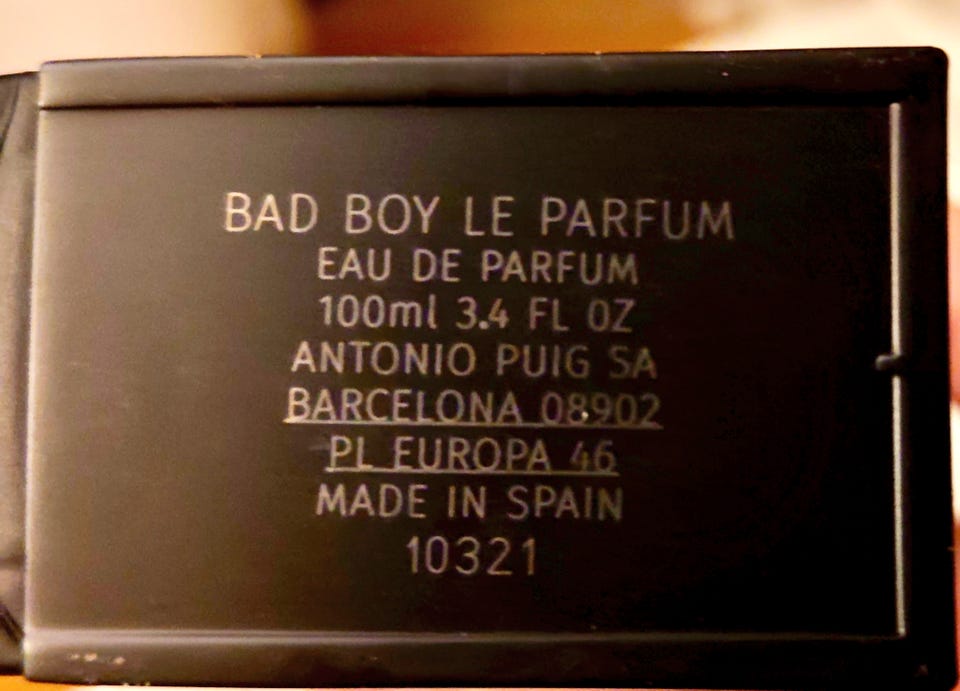 BAD BOY LE PARFUM
EAU DE PARFUM
100ml 3.4 FL OZ
ANTONIO PUIG SA
BARCELONA 08902
PL EUROPA 46
MADE IN SPAIN
10321